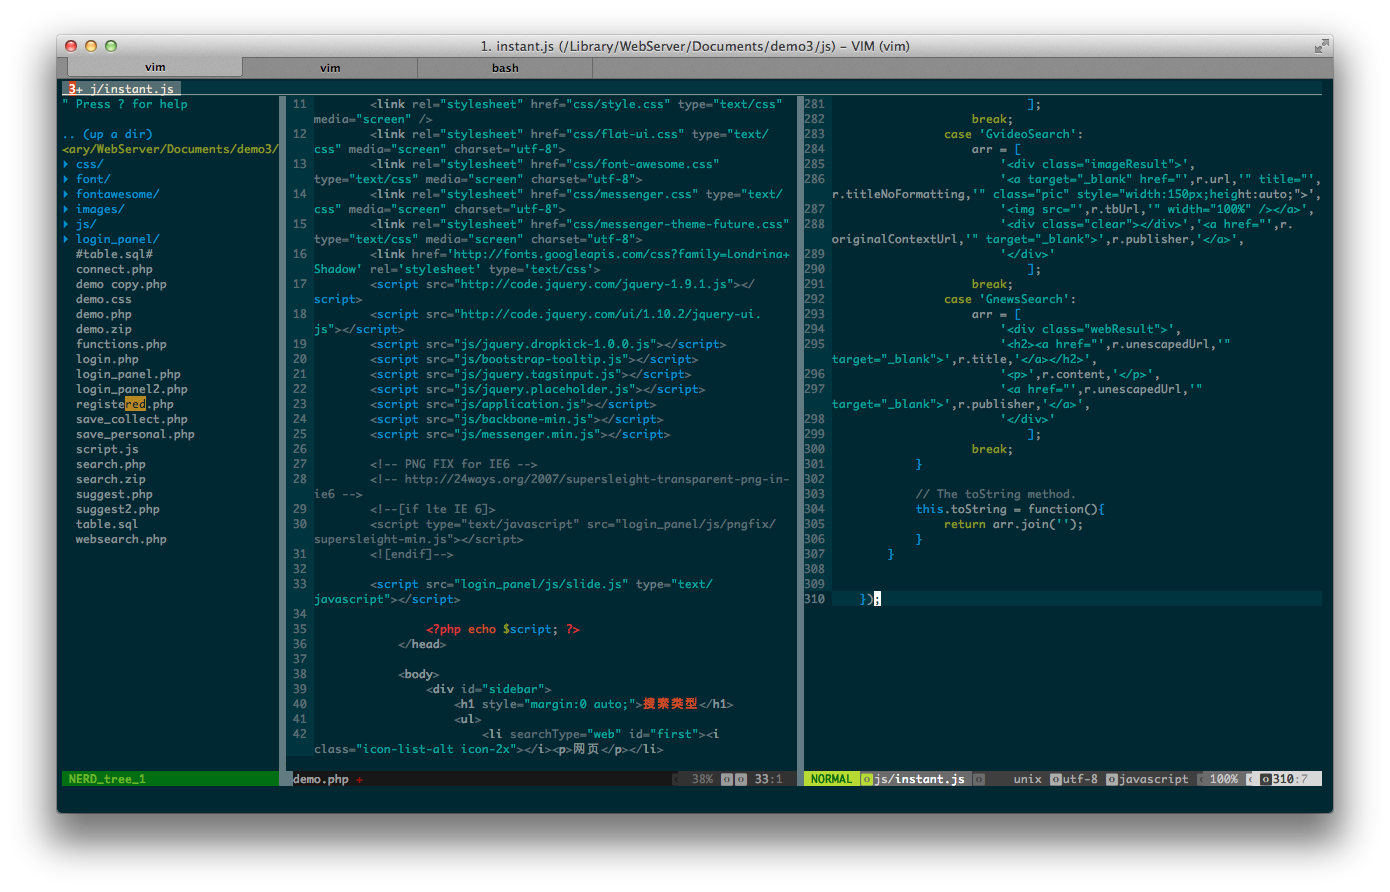 1. instant.js (/Library/WebServer/Documents/demo3/js) – VIM (vim)
vim
vim
bash
3+ j/instant.js
" Press ? for help
.. (up a dir)
<ary/WebServer/Documents/demo3/
▸ css/
▸ font/
▸ fontawesome/
▸ images/
▸ js/
▸ login_panel/
#table.sql#
connect.php
demo copy.php
demo.css
demo.php
demo.zip
functions.php
login.php
login_panel.php
login_panel2.php
registered.php
save_collect.php
save_personal.php
script.js
search.php
search.zip
suggest.php
suggest2.php
table.sql
websearch.php
NERD_tree_1
11 <link rel="stylesheet" href="css/style.css" type="text/css"
media="screen" />
12 <link rel="stylesheet" href="css/flat-ui.css" type="text/
css" media="screen" charset="utf-8">
13 <link rel="stylesheet" href="css/font-awesome.css"
type="text/css" media="screen" charset="utf-8">
14 <link rel="stylesheet" href="css/messenger.css" type="text/
css" media="screen" charset="utf-8">
15 <link rel="stylesheet" href="css/messenger-theme-future.css"
type="text/css" media="screen" charset="utf-8">
16 <link href='http://fonts.googleapis.com/css?family=Londrina+
Shadow' rel='stylesheet' type='text/css'>
17 <script src="http://code.jquery.com/jquery-1.9.1.js"></
script>
18 <script src="http://code.jquery.com/ui/1.10.2/jquery-ui.
js"></script>
19 <script src="js/jquery.dropkick-1.0.0.js"></script>
20 <script src="js/bootstrap-tooltip.js"></script>
21 <script src="js/jquery.tagsinput.js"></script>
22 <script src="js/jquery.placeholder.js"></script>
23 <script src="js/application.js"></script>
24 <script src="js/backbone-min.js"></script>
25 <script src="js/messenger.min.js"></script>
26
27 <!-- PNG FIX for IE6 -->
28 <!-- http://24ways.org/2007/supersleight-transparent-png-in-
ie6 -->
29 <!--[if lte IE 6]>
30 <script type="text/javascript" src="login_panel/js/pngfix/
supersleight-min.js"></script>
31 <![endif]-->
32
33 <script src="login_panel/js/slide.js" type="text/
javascript"></script>
34
35 <?php echo $script; ?>
36 </head>
37
38 <body>
39 <div id="sidebar">
40 <h1 style="margin:0 auto;">搜索类型</h1>
41 <ul>
42 <li searchType="web" id="first"><i
class="icon-list-alt icon-2x"></i><p>网页</p></li>
demo.php + 38% 33:1
281 ];
282 break;
283 case 'GvideoSearch':
284 arr = [
285 '<div class="imageResult">',
286 '<a target="_blank" href="',r.url,'" title="',
r.titleNoFormatting,'" class="pic" style="width:150px;height:auto;">',
287 '<img src="',r.tbUrl,'" width="100%" /></a>',
288 '<div class="clear"></div>','<a href="',r.
originalContextUrl,'" target="_blank">',r.publisher,'</a>',
289 '</div>'
290 ];
291 break;
292 case 'GnewsSearch':
293 arr = [
294 '<div class="webResult">',
295 '<h2><a href="',r.unescapedUrl,'"
target="_blank">',r.title,'</a></h2>',
296 '<p>',r.content,'</p>',
297 '<a href="',r.unescapedUrl,'"
target="_blank">',r.publisher,'</a>',
298 '</div>'
299 ];
300 break;
301 }
302
303 // The toString method.
304 this.toString = function(){
305 return arr.join('');
306 }
307 }
308
309
310 });
NORMAL js/instant.js unix utf-8 javascript 100% 310:7